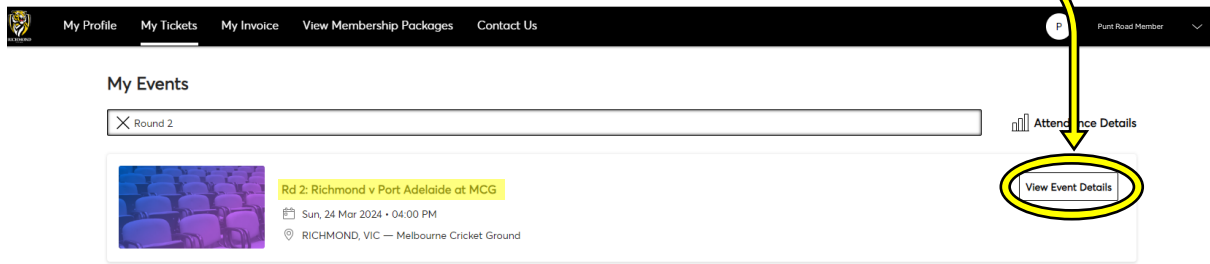 My Profile My Tickets My Invoice View Membership Packages Contact Us P Punt Road Member
RICHMOND
My Events
Round 2
Attendance Details
Rd 2: Richmond v Port Adelaide at MCG
View Event Details
Sun, 24 Mar 2024 • 04:00 PM
RICHMOND, VIC — Melbourne Cricket Ground